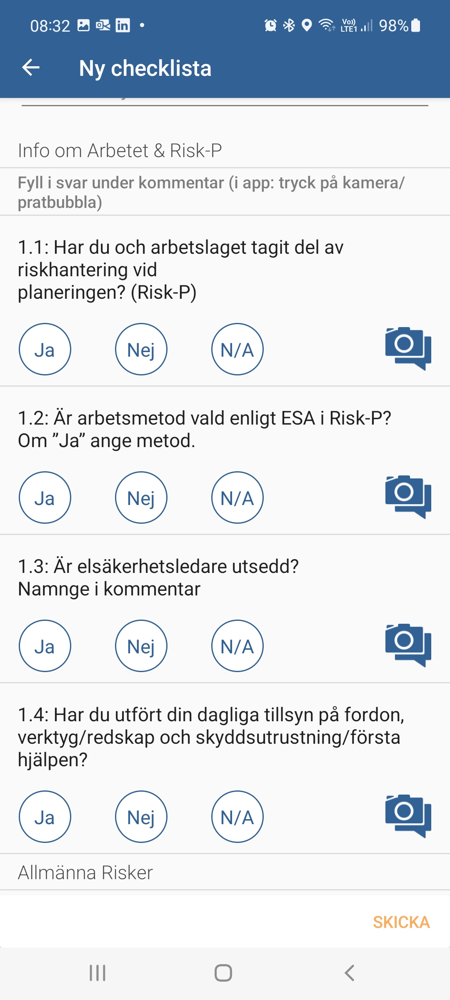 08:32
Vo))
LTE1
98%
Ny checklista
Info om Arbetet & Risk-P
Fyll i svar under kommentar (i app: tryck på kamera/
pratbubbla)
1.1: Har du och arbetslaget tagit del av
riskhantering vid
planeringen? (Risk-P)
Ja Nej N/A
1.2: Är arbetsmetod vald enligt ESA i Risk-P?
Om ”Ja” ange metod.
Ja Nej N/A
1.3: Är elsäkerhetsledare utsedd?
Namnge i kommentar
Ja Nej N/A
1.4: Har du utfört din dagliga tillsyn på fordon,
verktyg/redskap och skyddsutrustning/första
hjälpen?
Ja Nej N/A
Allmänna Risker
SKICKA